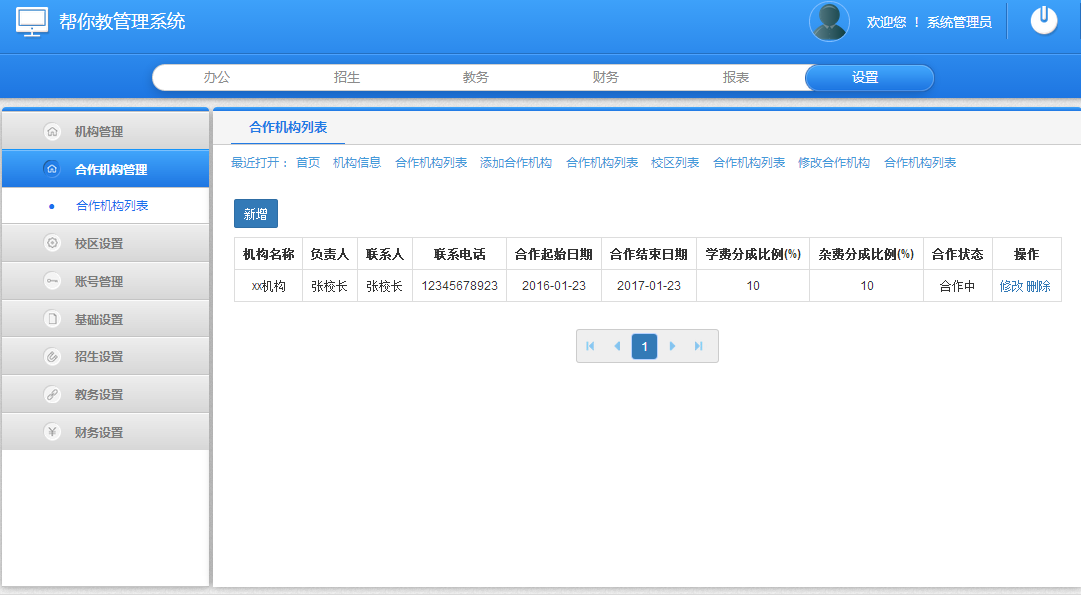 帮你教管理系统
欢迎您 ！ 系统管理员
办公 招生 教务 财务 报表 设置
机构管理
合作机构管理
合作机构列表
校区设置
账号管理
基础设置
招生设置
教务设置
财务设置
合作机构列表
最近打开： 首页 机构信息 合作机构列表 添加合作机构 合作机构列表 校区列表 合作机构列表 修改合作机构 合作机构列表
新增
机构名称 负责人 联系人 联系电话 合作起始日期 合作结束日期 学费分成比例(%) 杂费分成比例(%) 合作状态 操作
xx机构 张校长 张校长 12345678923 2016-01-23 2017-01-23 10 10 合作中 修改 删除
1